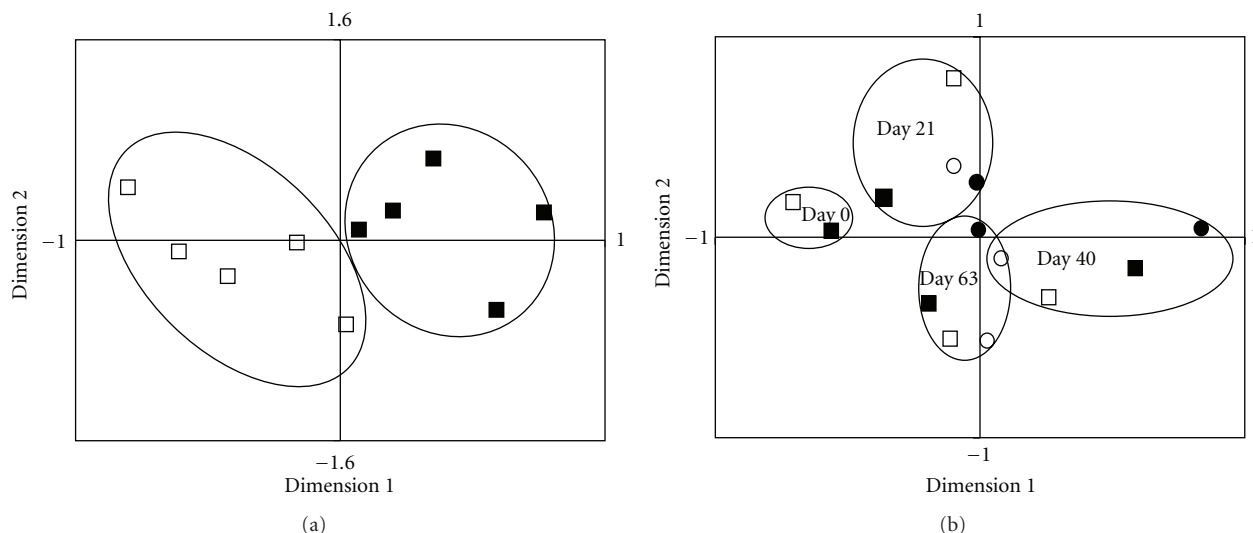 1.6
Dimension 2
−1
1
−1.6
Dimension 1
(a)
1
Dimension 2
−1
1
Day 21
Day 0
Day 40
Day 63
−1
Dimension 1
(b)